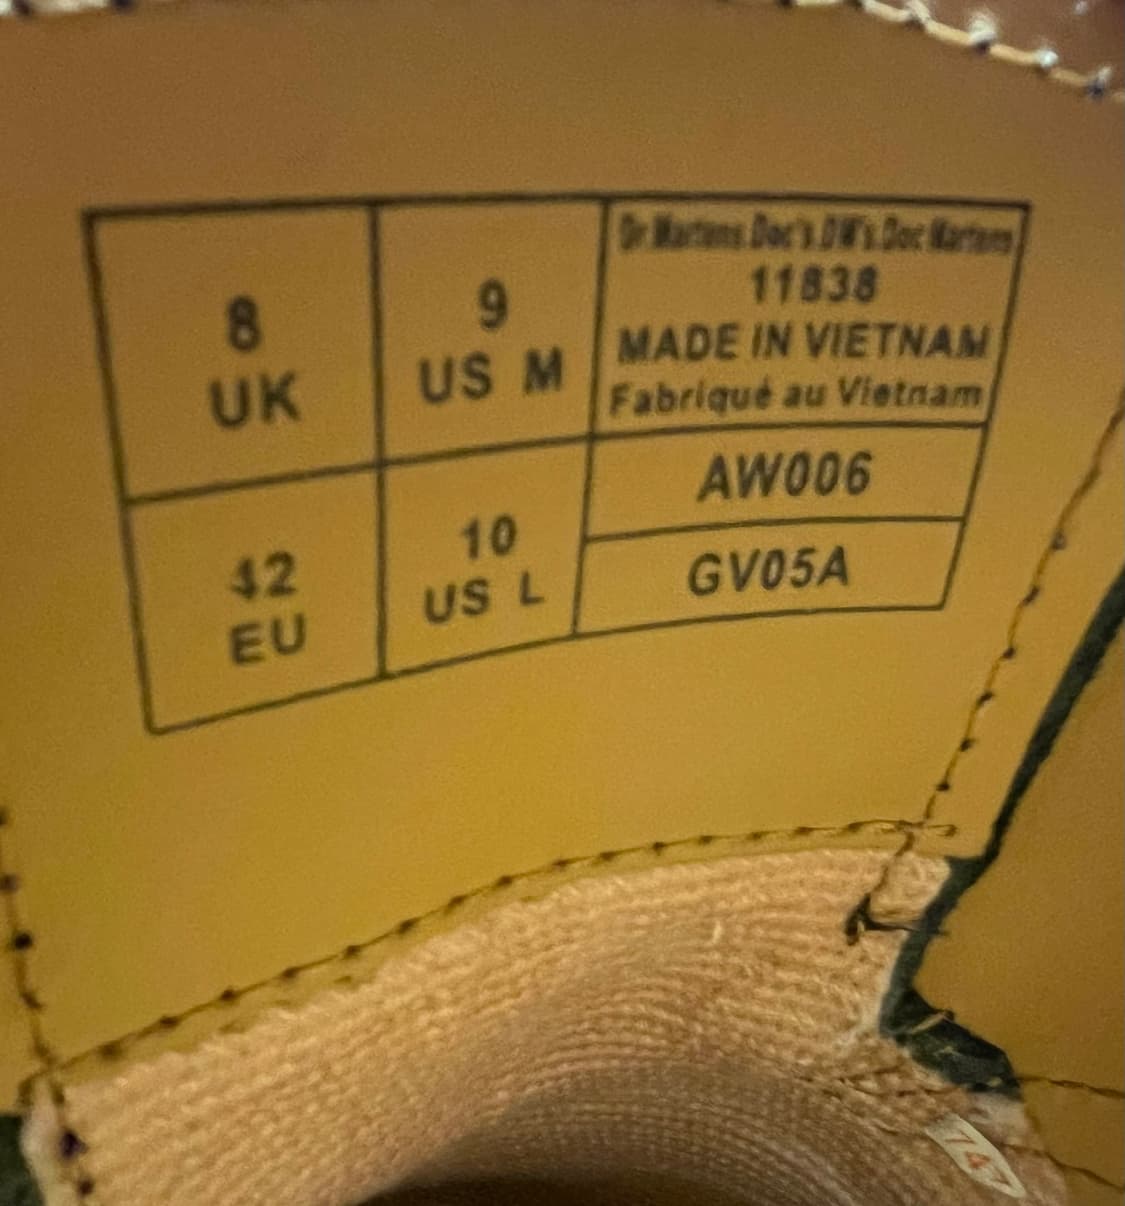 8
UK
9
US M
Dr.Martens.Doc's.DM's.Doc Martens
11838
MADE IN VIETNAM
Fabriqué au Vietnam
42
EU
10
US L
AW006
GV05A
747